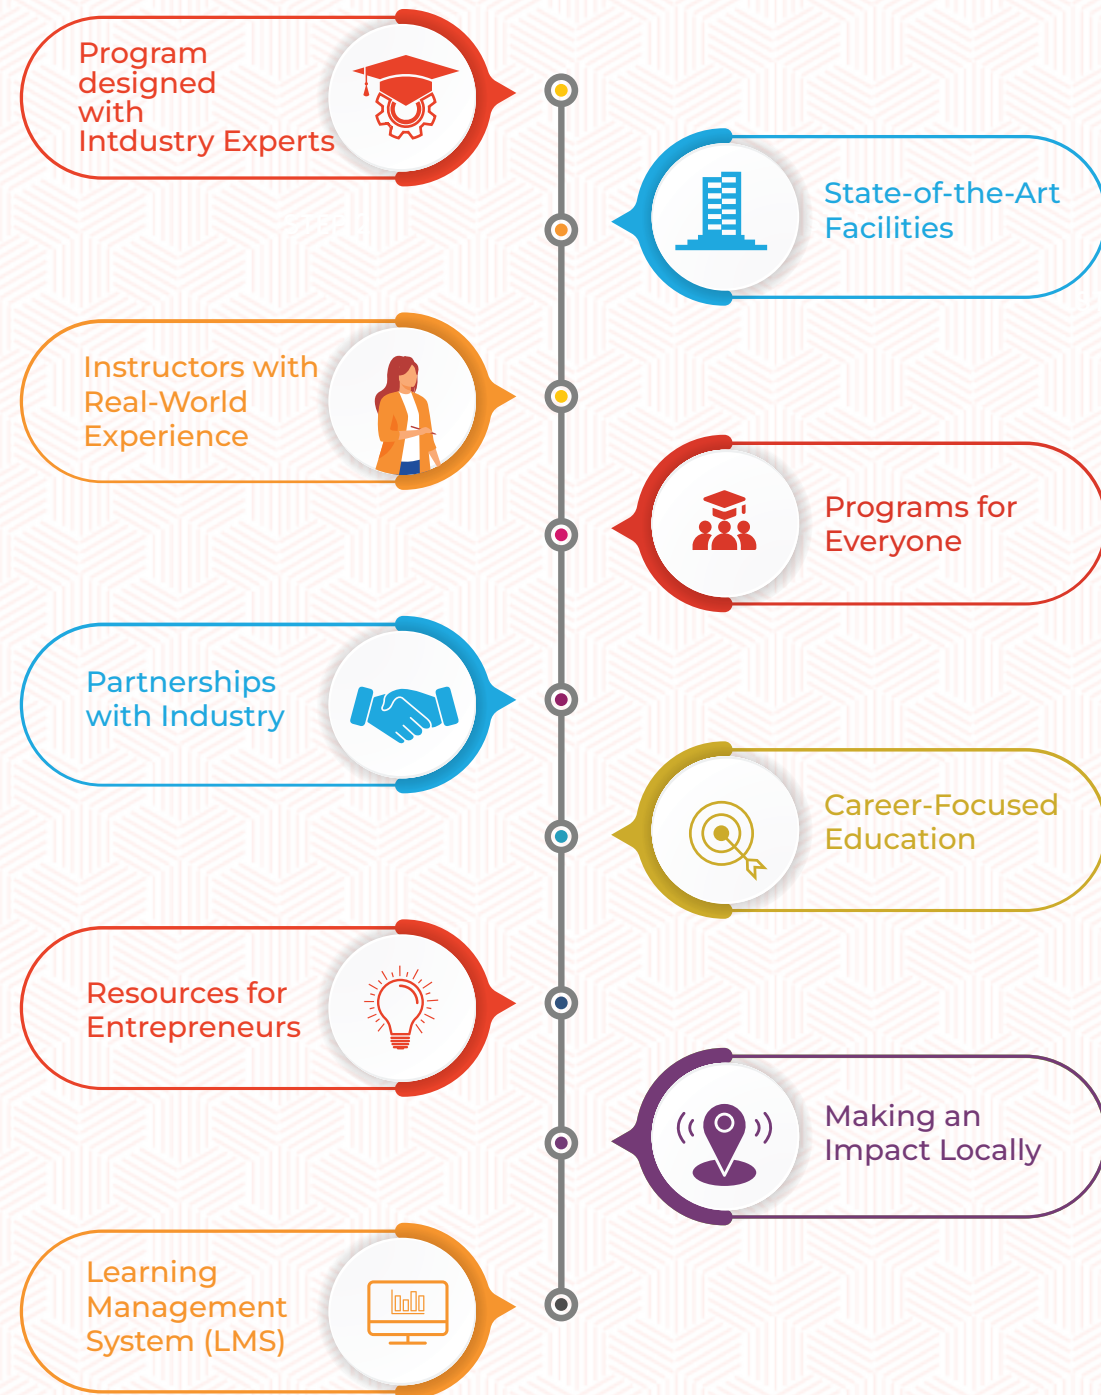 Program
designed
with
Intdustry Experts
State-of-the-Art
Facilities
Instructors with
Real-World
Experience
Programs for
Everyone
Partnerships
with Industry
Career-Focused
Education
Resources for
Entrepreneurs
Making an
Impact Locally
Learning
Management
System (LMS)